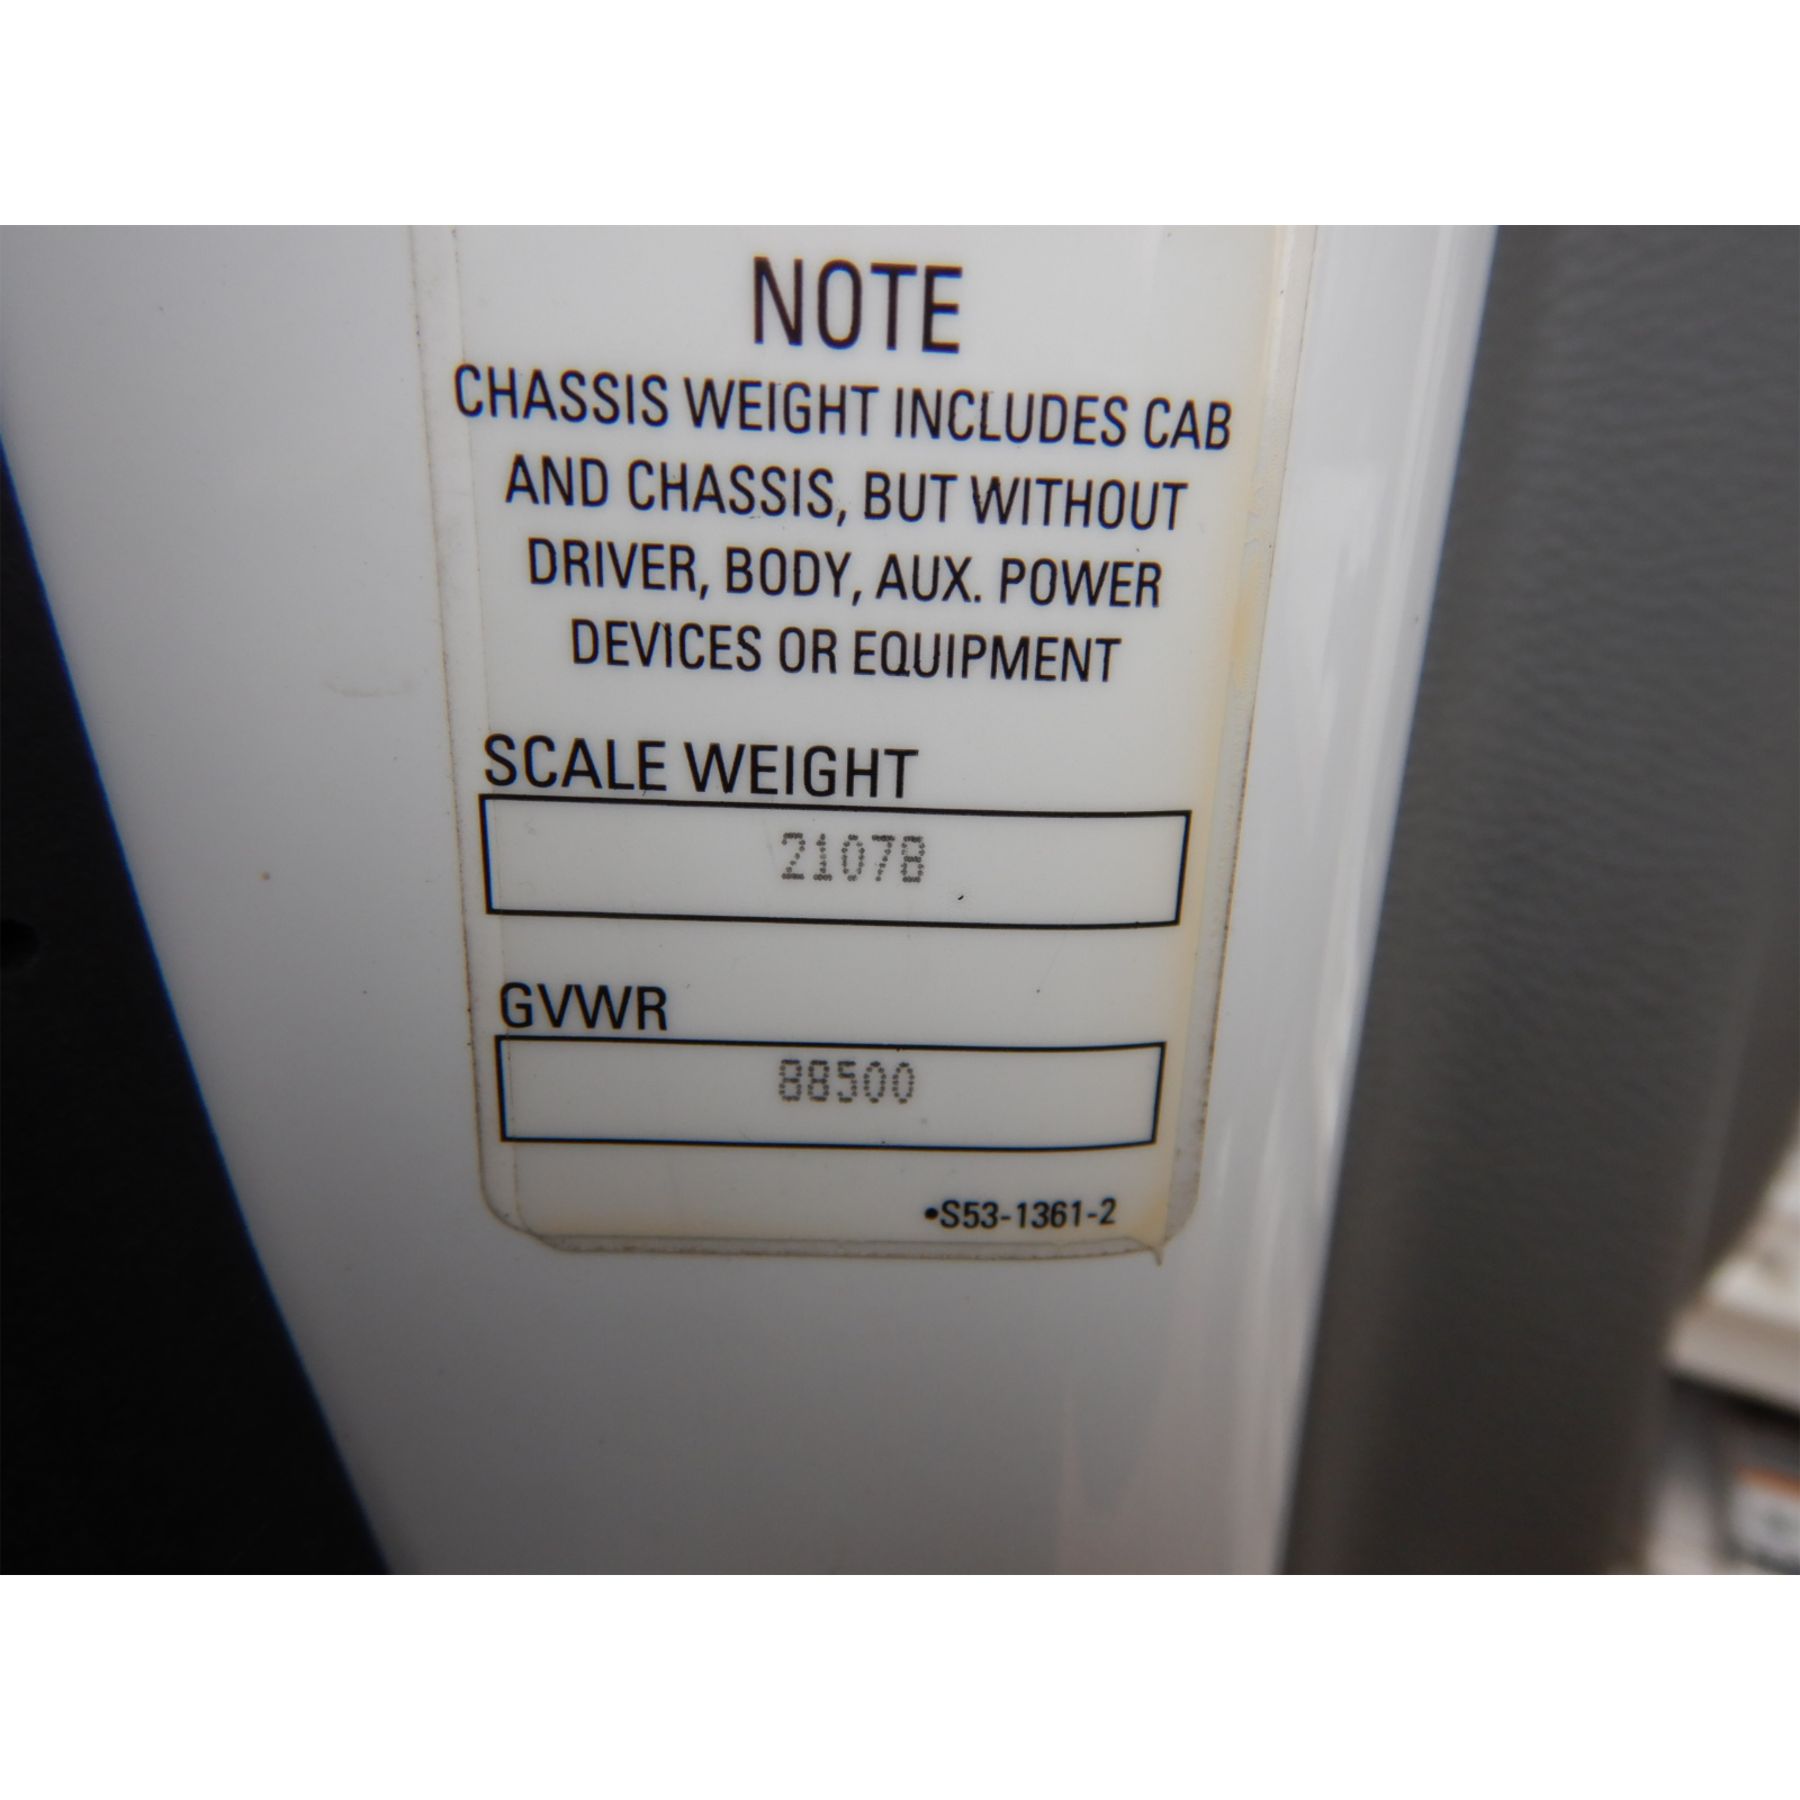 NOTE
CHASSIS WEIGHT INCLUDES CAB
AND CHASSIS, BUT WITHOUT
DRIVER, BODY, AUX. POWER
DEVICES OR EQUIPMENT
SCALE WEIGHT
21078
GVWR
88500
•S53-1361-2